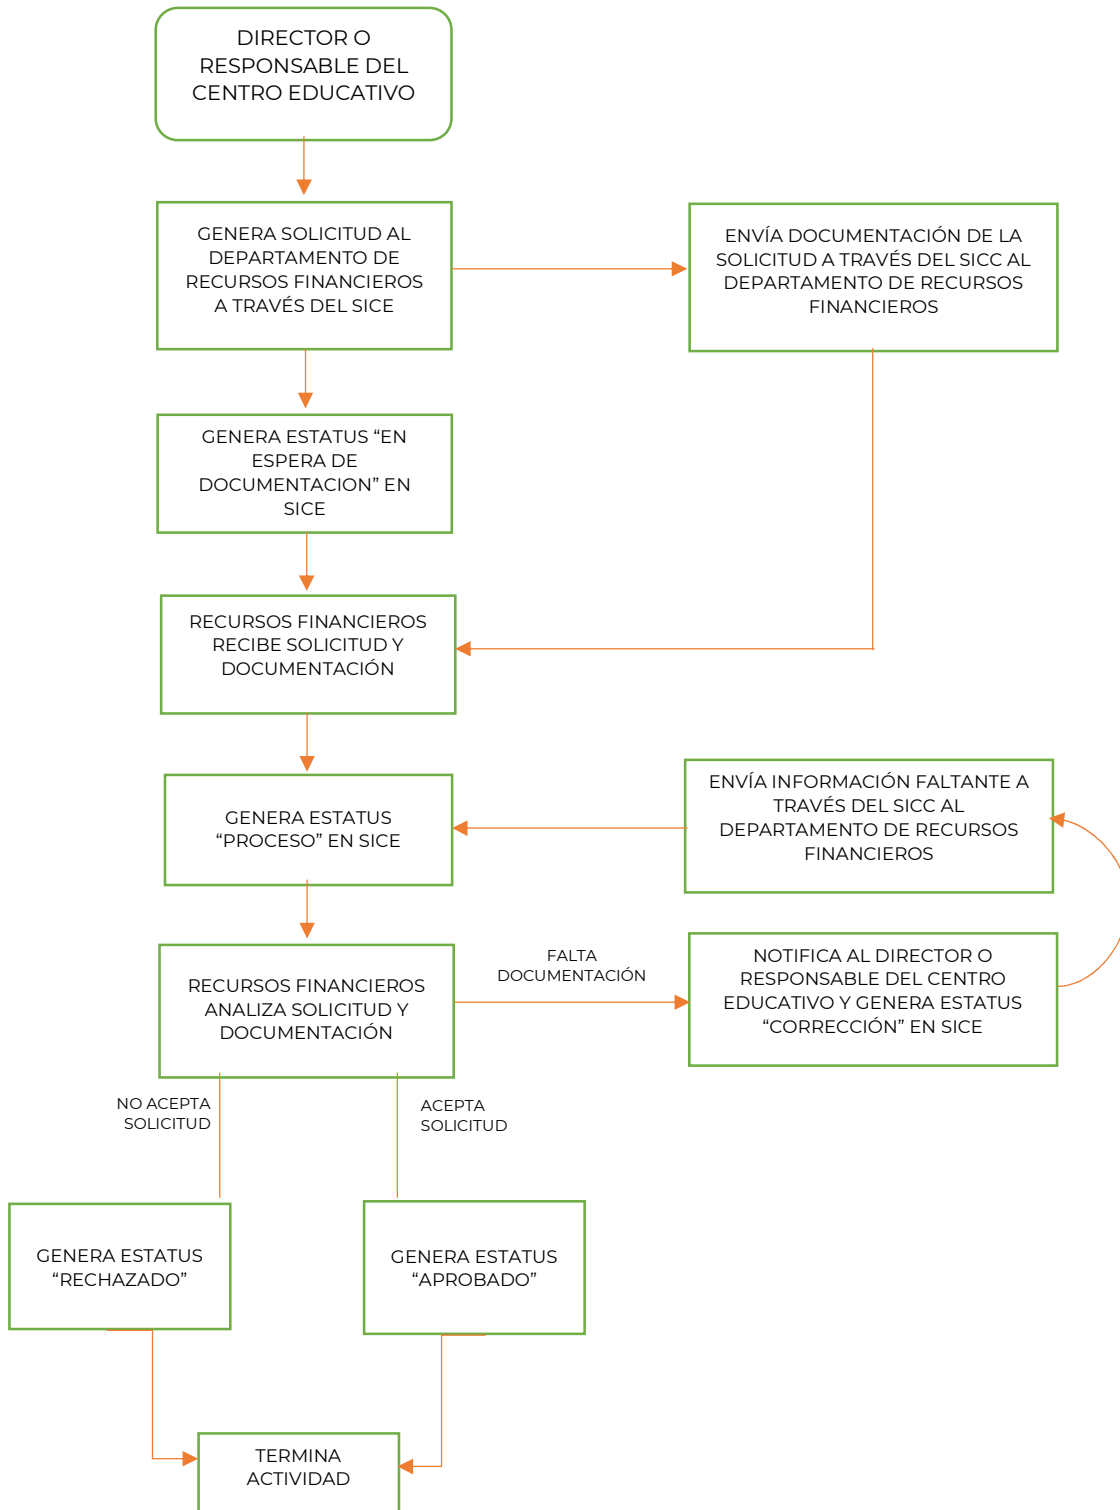 DIRECTOR O
RESPONSABLE DEL
CENTRO EDUCATIVO
GENERA SOLICITUD AL
DEPARTAMENTO DE
RECURSOS FINANCIEROS
A TRAVÉS DEL SICE
ENVÍA DOCUMENTACIÓN DE LA
SOLICITUD A TRAVÉS DEL SICC AL
DEPARTAMENTO DE RECURSOS
FINANCIEROS
GENERA ESTATUS “EN
ESPERA DE
DOCUMENTACION” EN
SICE
RECURSOS FINANCIEROS
RECIBE SOLICITUD Y
DOCUMENTACIÓN
GENERA ESTATUS
“PROCESO” EN SICE
ENVÍA INFORMACIÓN FALTANTE A
TRAVÉS DEL SICC AL
DEPARTAMENTO DE RECURSOS
FINANCIEROS
RECURSOS FINANCIEROS
ANALIZA SOLICITUD Y
DOCUMENTACIÓN
FALTA
DOCUMENTACIÓN
NOTIFICA AL DIRECTOR O
RESPONSABLE DEL CENTRO
EDUCATIVO Y GENERA ESTATUS
“CORRECCIÓN” EN SICE
NO ACEPTA
SOLICITUD
ACEPTA
SOLICITUD
GENERA ESTATUS
“RECHAZADO”
GENERA ESTATUS
“APROBADO”
TERMINA
ACTIVIDAD